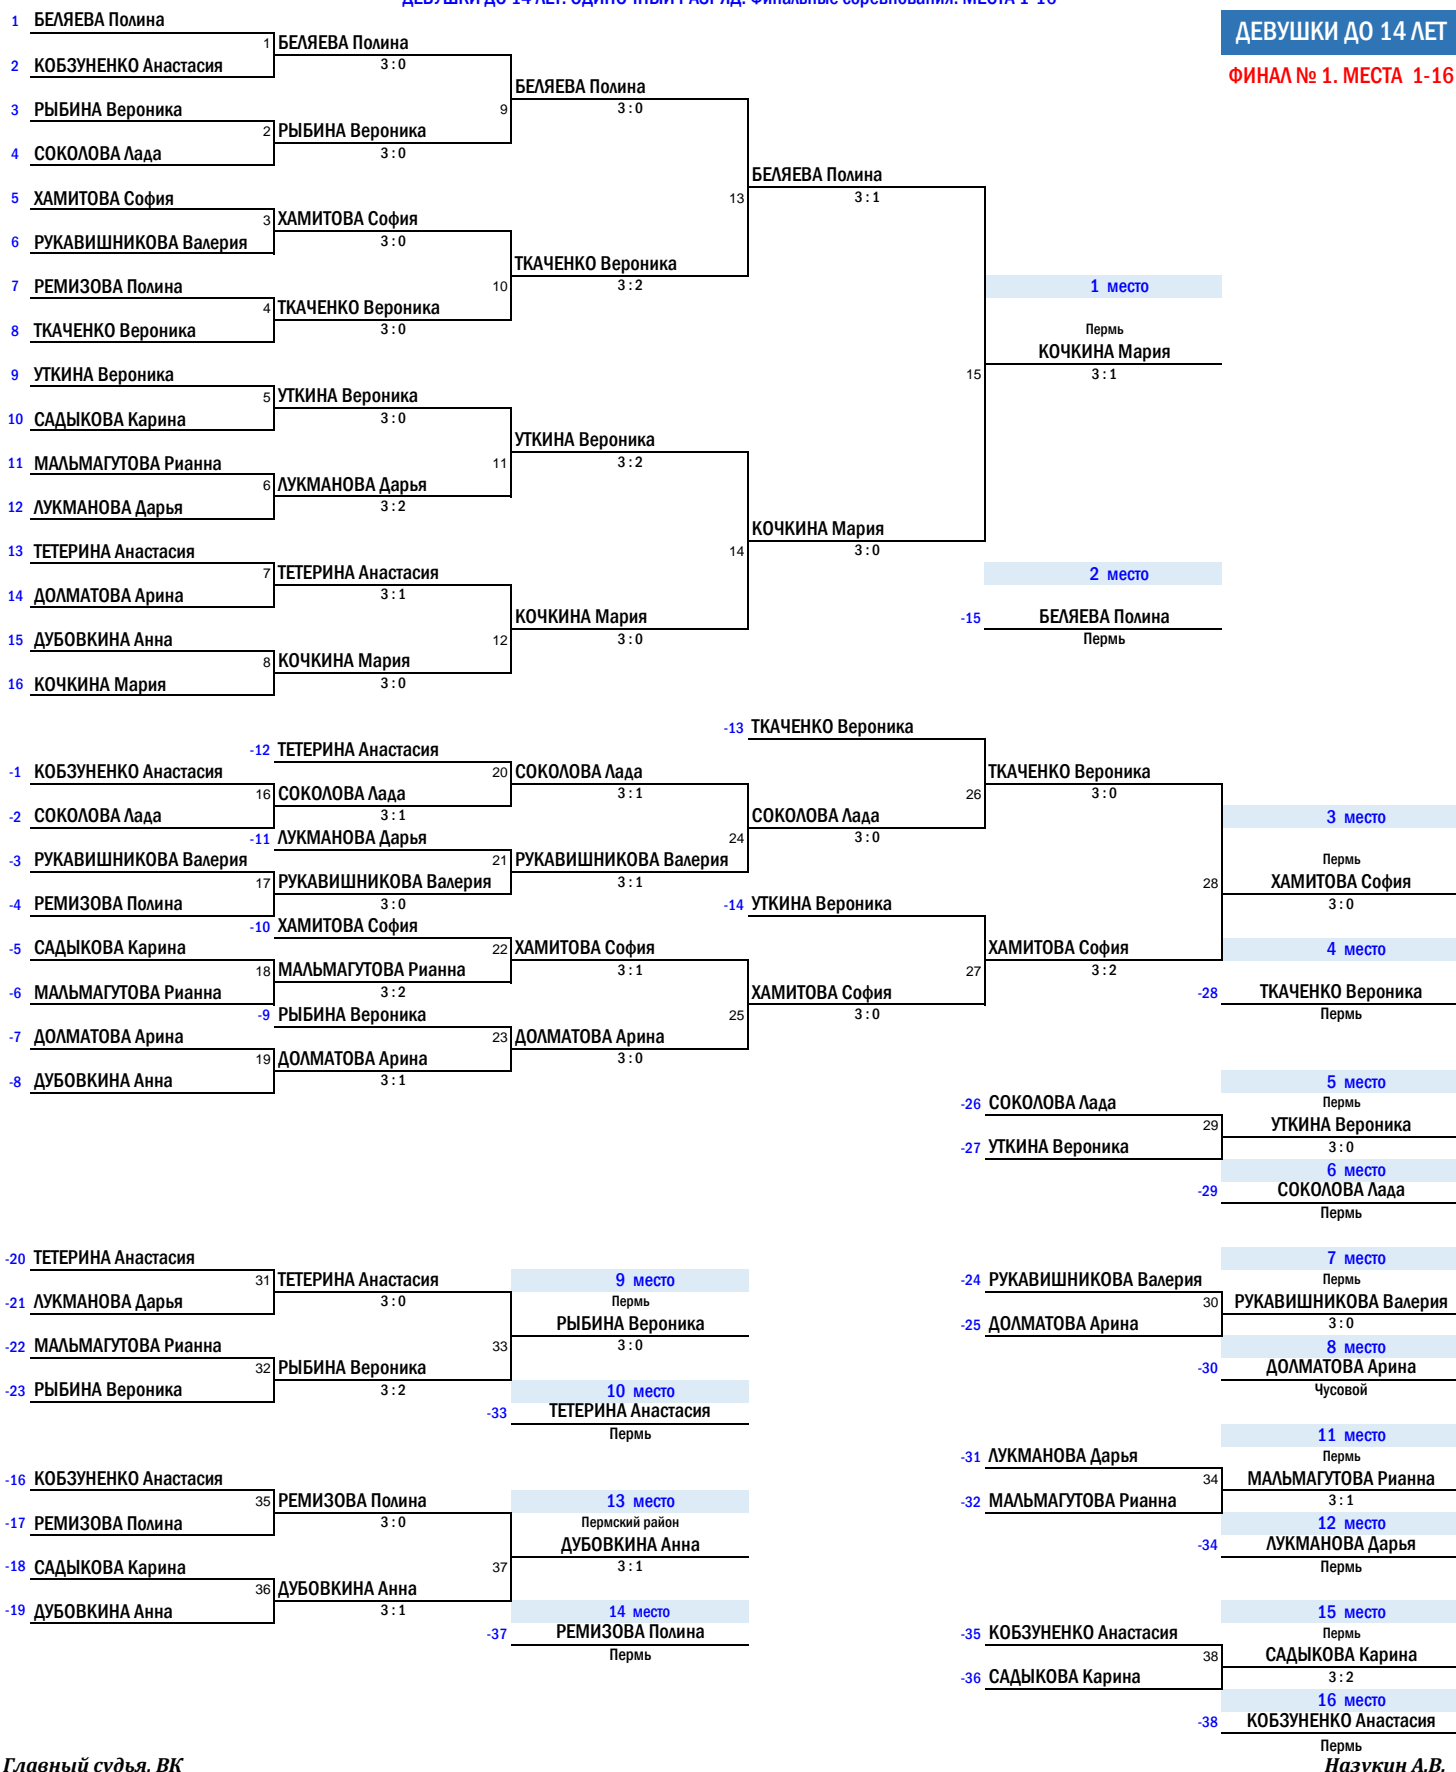 ДЕВУШКИ ДО 14 ЛЕТ. ОДИНОЧНЫЙ РАЗРЯД. Финальные соревнования. МЕСТА 1-16
ДЕВУШКИ ДО 14 ЛЕТ
ФИНАЛ № 1. МЕСТА 1-16
1 БЕЛЯЕВА Полина
1 БЕЛЯЕВА Полина
2 КОБЗУНЕНКО Анастасия
3 : 0
БЕЛЯЕВА Полина
3 РЫБИНА Вероника
9
3 : 0
2 РЫБИНА Вероника
4 СОКОЛОВА Лада
3 : 0
БЕЛЯЕВА Полина
5 ХАМИТОВА София
13
3 : 1
3 ХАМИТОВА София
6 РУКАВИШНИКОВА Валерия
3 : 0
ТКАЧЕНКО Вероника
7 РЕМИЗОВА Полина
10
3 : 2
1 место
4 ТКАЧЕНКО Вероника
8 ТКАЧЕНКО Вероника
3 : 0
Пермь
КОЧКИНА Мария
9 УТКИНА Вероника
15
3 : 1
5 УТКИНА Вероника
10 САДЫКОВА Карина
3 : 0
УТКИНА Вероника
11 МАЛЬМАГУТОВА Рианна
11
3 : 2
6 ЛУКМАНОВА Дарья
12 ЛУКМАНОВА Дарья
3 : 2
КОЧКИНА Мария
13 ТЕТЕРИНА Анастасия
14
3 : 0
7 ТЕТЕРИНА Анастасия
2 место
14 ДОЛМАТОВА Арина
3 : 1
КОЧКИНА Мария
-15 БЕЛЯЕВА Полина
15 ДУБОВКИНА Анна
12
3 : 0
Пермь
8 КОЧКИНА Мария
16 КОЧКИНА Мария
3 : 0
-13 ТКАЧЕНКО Вероника
-12 ТЕТЕРИНА Анастасия
-1 КОБЗУНЕНКО Анастасия
20 СОКОЛОВА Лада
ТКАЧЕНКО Вероника
16 СОКОЛОВА Лада
3 : 1
26
3 : 0
-2 СОКОЛОВА Лада
3 : 1
СОКОЛОВА Лада
3 место
-11 ЛУКМАНОВА Дарья
24
3 : 0
-3 РУКАВИШНИКОВА Валерия
21 РУКАВИШНИКОВА Валерия
Пермь
17 РУКАВИШНИКОВА Валерия
3 : 1
28
ХАМИТОВА София
-4 РЕМИЗОВА Полина
3 : 0
-14 УТКИНА Вероника
3 : 0
-10 ХАМИТОВА София
-5 САДЫКОВА Карина
22 ХАМИТОВА София
ХАМИТОВА София
4 место
18 МАЛЬМАГУТОВА Рианна
3 : 1
27
3 : 2
-6 МАЛЬМАГУТОВА Рианна
3 : 2
ХАМИТОВА София
-28 ТКАЧЕНКО Вероника
-9 РЫБИНА Вероника
25
3 : 0
Пермь
-7 ДОЛМАТОВА Арина
23 ДОЛМАТОВА Арина
19 ДОЛМАТОВА Арина
3 : 0
-8 ДУБОВКИНА Анна
3 : 1
5 место
-26 СОКОЛОВА Лада
Пермь
29
УТКИНА Вероника
-27 УТКИНА Вероника
3 : 0
6 место
-29 СОКОЛОВА Лада
Пермь
-20 ТЕТЕРИНА Анастасия
7 место
31 ТЕТЕРИНА Анастасия
9 место
-24 РУКАВИШНИКОВА Валерия
Пермь
-21 ЛУКМАНОВА Дарья
3 : 0
Пермь
30
РУКАВИШНИКОВА Валерия
РЫБИНА Вероника
-25 ДОЛМАТОВА Арина
3 : 0
-22 МАЛЬМАГУТОВА Рианна
33
3 : 0
8 место
32 РЫБИНА Вероника
-30 ДОЛМАТОВА Арина
-23 РЫБИНА Вероника
3 : 2
10 место
Чусовой
-33 ТЕТЕРИНА Анастасия
Пермь
11 место
-31 ЛУКМАНОВА Дарья
Пермь
-16 КОБЗУНЕНКО Анастасия
34
МАЛЬМАГУТОВА Рианна
35 РЕМИЗОВА Полина
13 место
-32 МАЛЬМАГУТОВА Рианна
3 : 1
-17 РЕМИЗОВА Полина
3 : 0
Пермский район
12 место
ДУБОВКИНА Анна
-34 ЛУКМАНОВА Дарья
-18 САДЫКОВА Карина
37
3 : 1
Пермь
36 ДУБОВКИНА Анна
-19 ДУБОВКИНА Анна
3 : 1
14 место
15 место
-37 РЕМИЗОВА Полина
-35 КОБЗУНЕНКО Анастасия
Пермь
Пермь
38
САДЫКОВА Карина
-36 САДЫКОВА Карина
3 : 2
16 место
-38 КОБЗУНЕНКО Анастасия
Пермь
Главный судья, ВК
Назукин А.В.